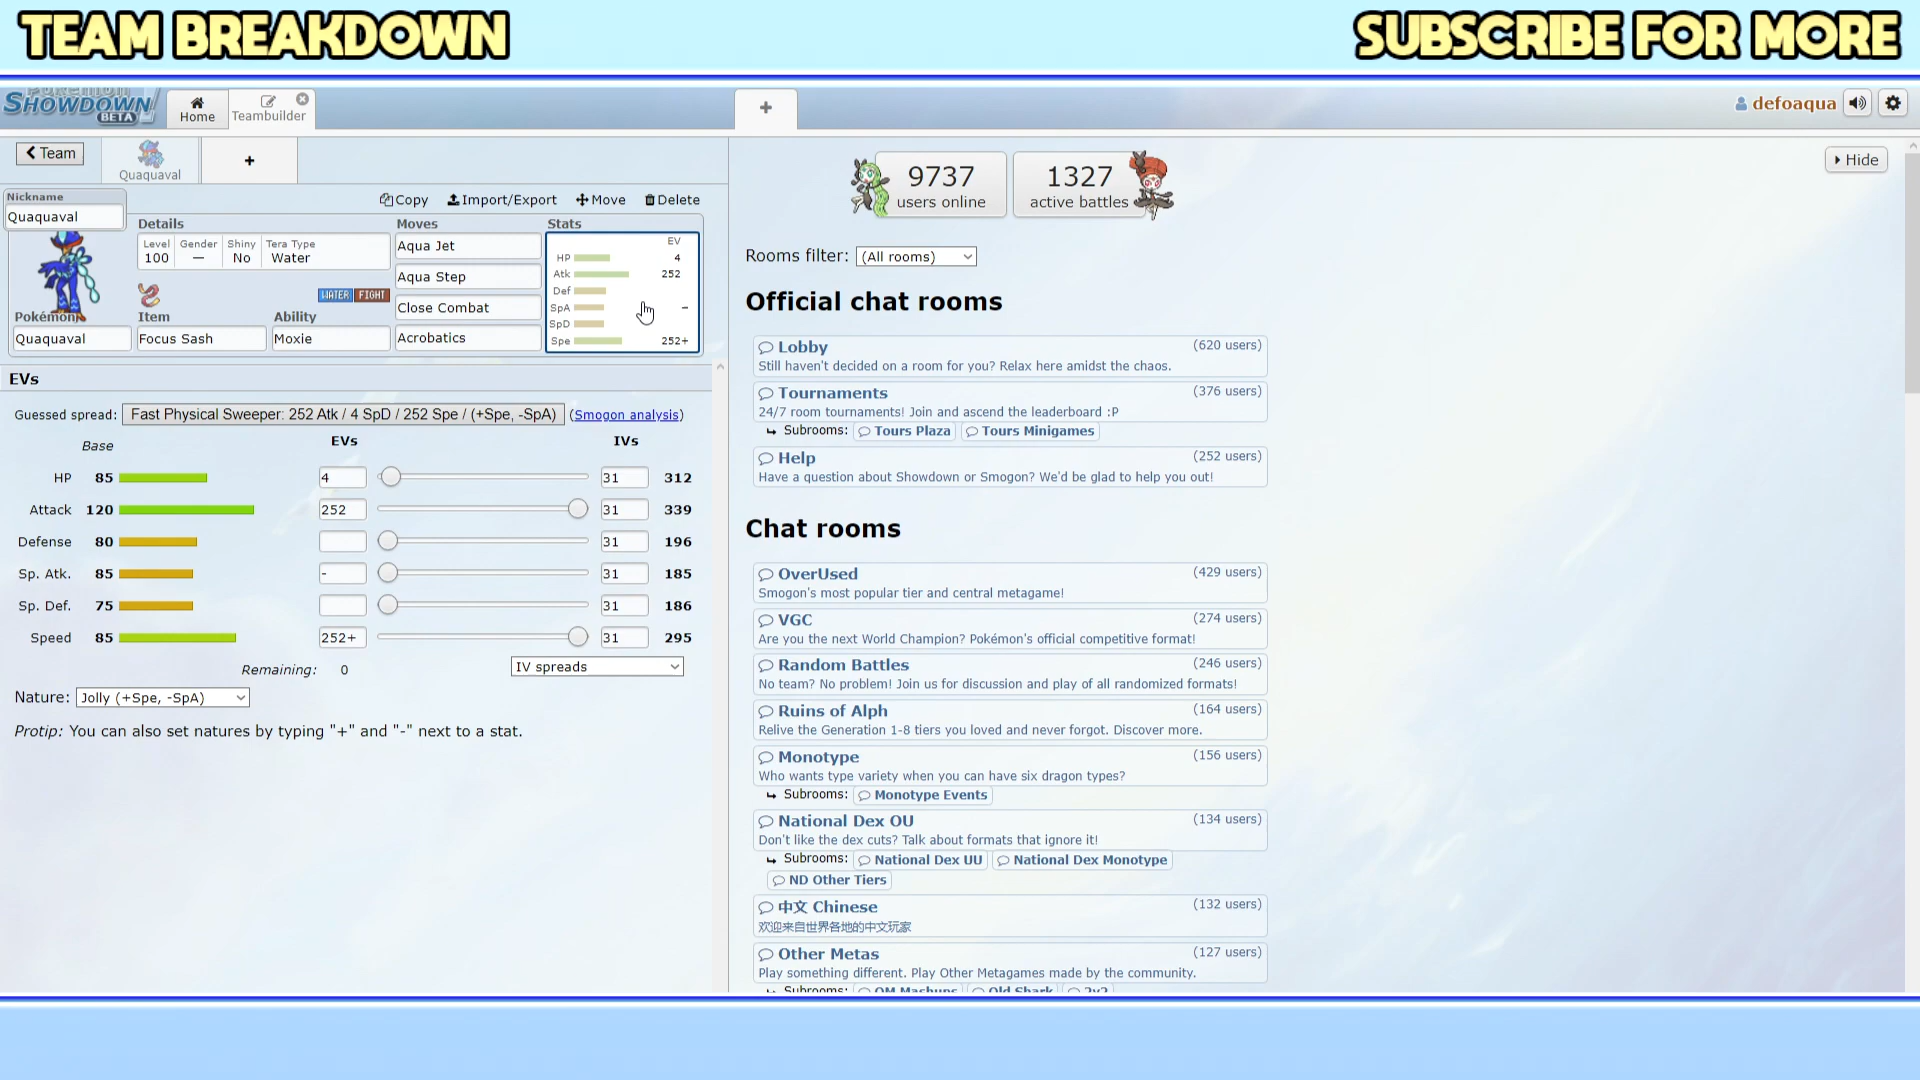 TEAM BREAKDOWN
SUBSCRIBE FOR MORE
POKÉMON
SHOWDOWN!
BETA
Home
Teambuilder
+
defoaqua
Team
Quaquaval
+
Hide
Nickname
Quaquaval
Copy
Import/Export
Move
Delete
Details
Level
100
Gender
—
Shiny
No
Tera Type
Water
WATER FIGHT
Pokémon
Quaquaval
Item
Focus Sash
Ability
Moxie
Moves
Aqua Jet
Aqua Step
Close Combat
Acrobatics
Stats
EV
HP 4
Atk 252
Def
SpA −
SpD
Spe 252+
EVs
Guessed spread: Fast Physical Sweeper: 252 Atk / 4 SpD / 252 Spe / (+Spe, -SpA) (Smogon analysis)
Base EVs IVs
HP 85 4 31 312
Attack 120 252 31 339
Defense 80 31 196
Sp. Atk. 85 - 31 185
Sp. Def. 75 31 186
Speed 85 252+ 31 295
Remaining: 0
IV spreads
Nature: Jolly (+Spe, -SpA)
Protip: You can also set natures by typing "+" and "-" next to a stat.
9737
users online
1327
active battles
Rooms filter: (All rooms)
Official chat rooms
Lobby (620 users)
Still haven't decided on a room for you? Relax here amidst the chaos.
Tournaments (376 users)
24/7 room tournaments! Join and ascend the leaderboard :P
Subrooms: Tours Plaza Tours Minigames
Help (252 users)
Have a question about Showdown or Smogon? We'd be glad to help you out!
Chat rooms
OverUsed (429 users)
Smogon's most popular tier and central metagame!
VGC (274 users)
Are you the next World Champion? Pokémon's official competitive format!
Random Battles (246 users)
No team? No problem! Join us for discussion and play of all randomized formats!
Ruins of Alph (164 users)
Relive the Generation 1-8 tiers you loved and never forgot. Discover more.
Monotype (156 users)
Who wants type variety when you can have six dragon types?
Subrooms: Monotype Events
National Dex OU (134 users)
Don't like the dex cuts? Talk about formats that ignore it!
Subrooms: National Dex UU National Dex Monotype
ND Other Tiers
中文 Chinese (132 users)
欢迎来自世界各地的中文玩家
Other Metas (127 users)
Play something different. Play Other Metagames made by the community.
Subrooms: OM Mashups Old Shark 2v2